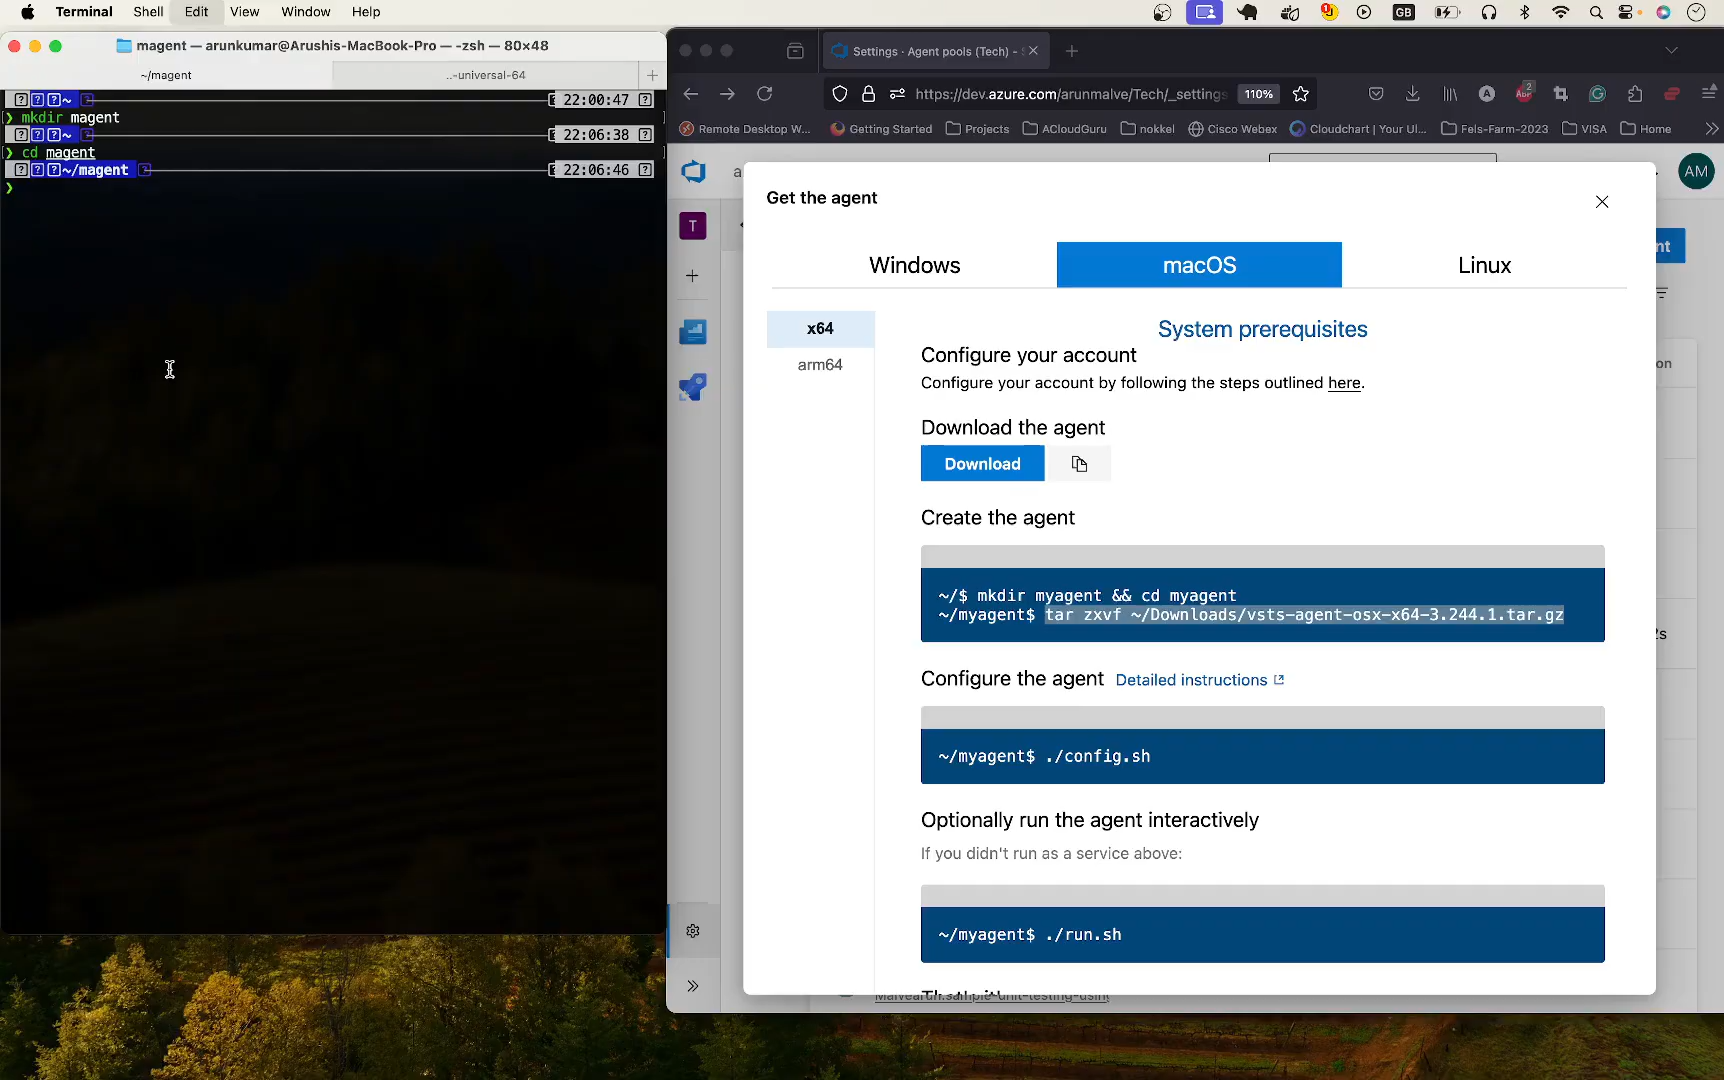 Terminal Shell Edit View Window Help
GB
magent — arunkumar@Arushis-MacBook-Pro — -zsh — 80×48
~/magent
..-universal-64
~ 22:00:47
❯ mkdir magent
~ 22:06:38
❯ cd magent
~/magent 22:06:46
❯
Settings · Agent pools (Tech) -
https://dev.azure.com/arunmalve/Tech/_settings
110%
2
Remote Desktop W...
Getting Started
Projects
ACloudGuru
nokkel
Cisco Webex
Cloudchart | Your Ul...
Fels-Farm-2023
VISA
Home
a
AM
T
nt
on
2s
Get the agent
Windows
macOS
Linux
x64
arm64
System prerequisites
Configure your account
Configure your account by following the steps outlined here.
Download the agent
Download
Create the agent
~/$ mkdir myagent && cd myagent
~/myagent$ tar zxvf ~/Downloads/vsts-agent-osx-x64-3.244.1.tar.gz
Configure the agent Detailed instructions
~/myagent$ ./config.sh
Optionally run the agent interactively
If you didn't run as a service above:
~/myagent$ ./run.sh